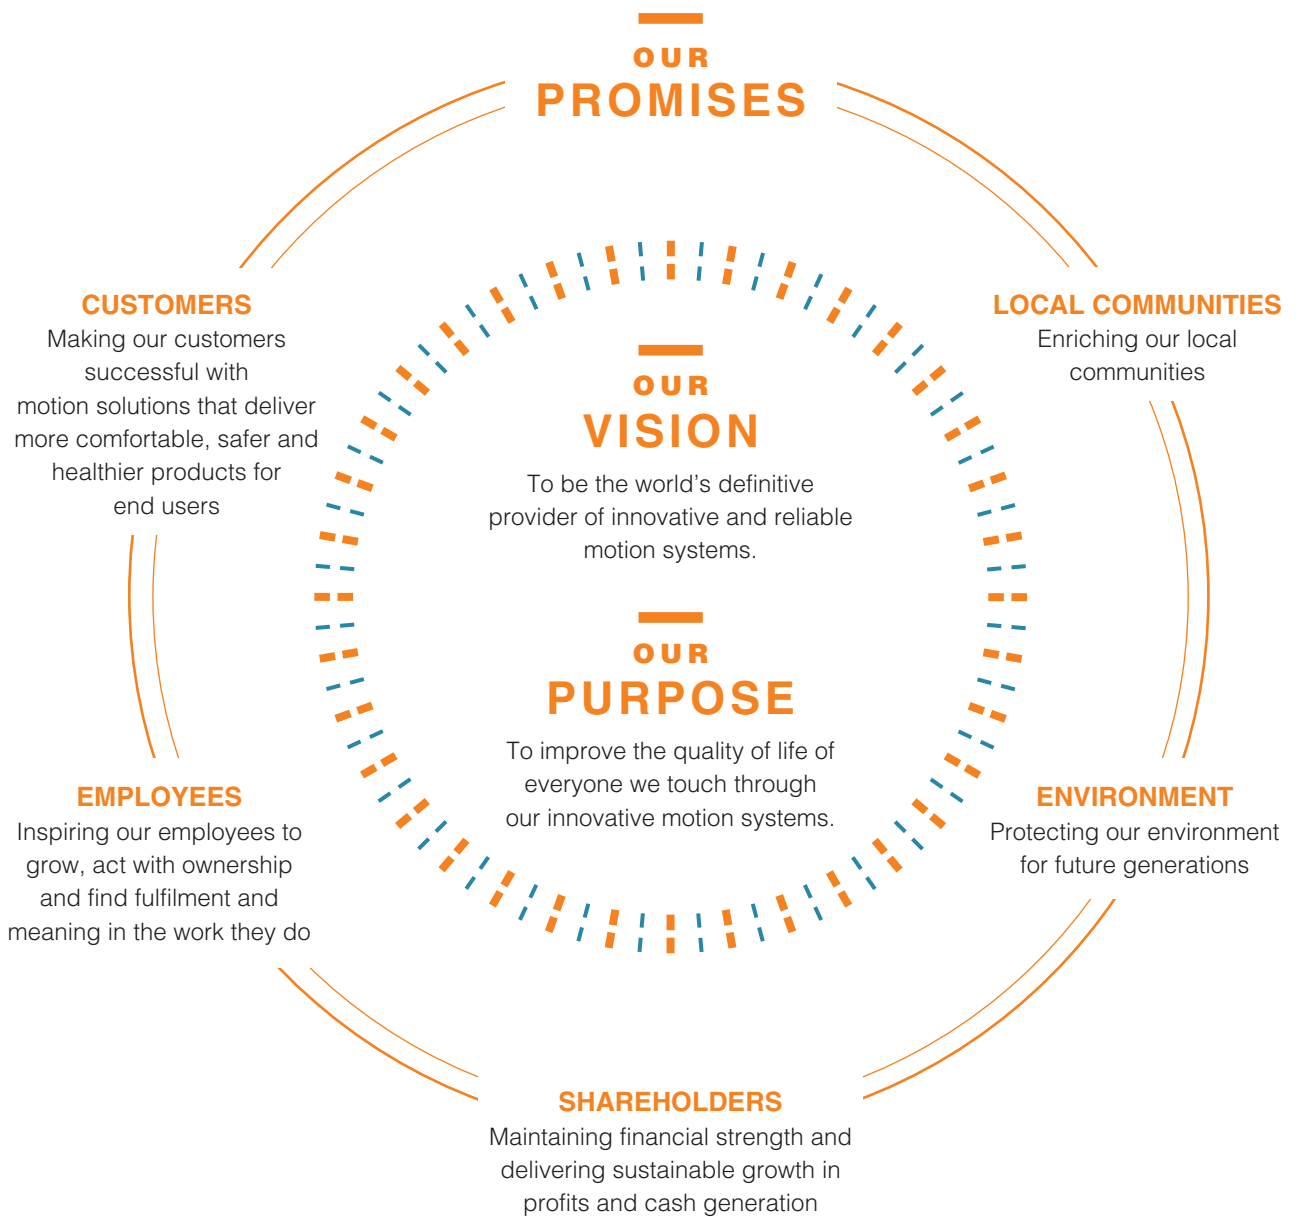 OUR
PROMISES
CUSTOMERS
Making our customers
successful with
motion solutions that deliver
more comfortable, safer and
healthier products for
end users
LOCAL COMMUNITIES
Enriching our local
communities
OUR
VISION
To be the world’s definitive
provider of innovative and reliable
motion systems.
OUR
PURPOSE
To improve the quality of life of
everyone we touch through
our innovative motion systems.
EMPLOYEES
Inspiring our employees to
grow, act with ownership
and find fulfilment and
meaning in the work they do
ENVIRONMENT
Protecting our environment
for future generations
SHAREHOLDERS
Maintaining financial strength and
delivering sustainable growth in
profits and cash generation